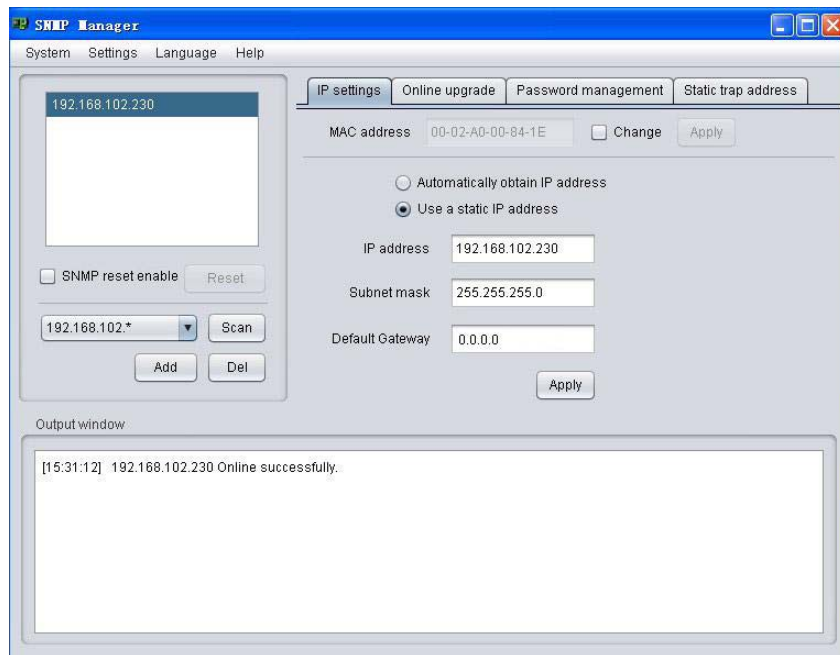 SNMP Manager
System Settings Language Help
192.168.102.230
SNMP reset enable Reset
192.168.102.* Scan
Add Del
IP settings Online upgrade Password management Static trap address
MAC address 00-02-A0-00-84-1E Change Apply
Automatically obtain IP address
Use a static IP address
IP address 192.168.102.230
Subnet mask 255.255.255.0
Default Gateway 0.0.0.0
Apply
Output window
[15:31:12] 192.168.102.230 Online successfully.